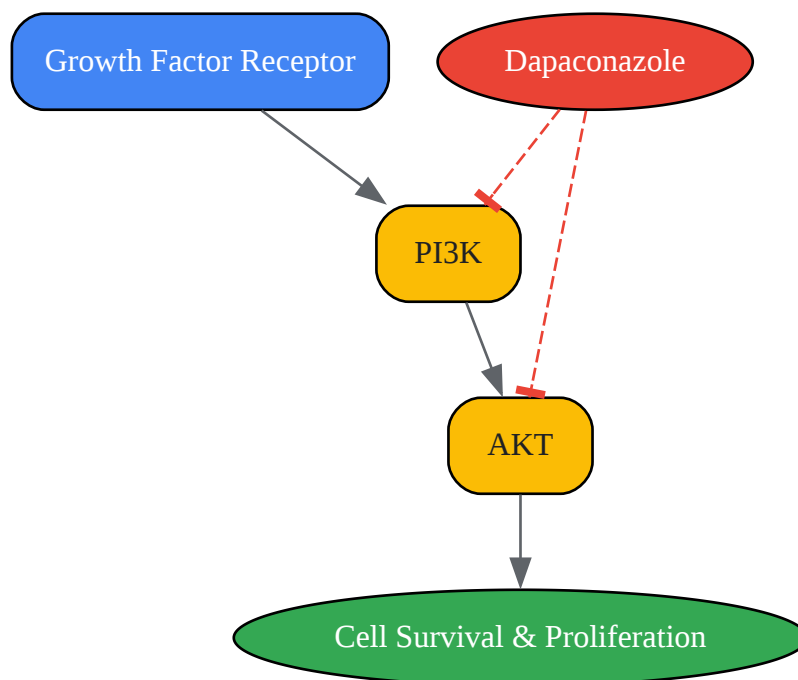 Growth Factor Receptor
Dapaconazole
PI3K
AKT
Cell Survival & Proliferation